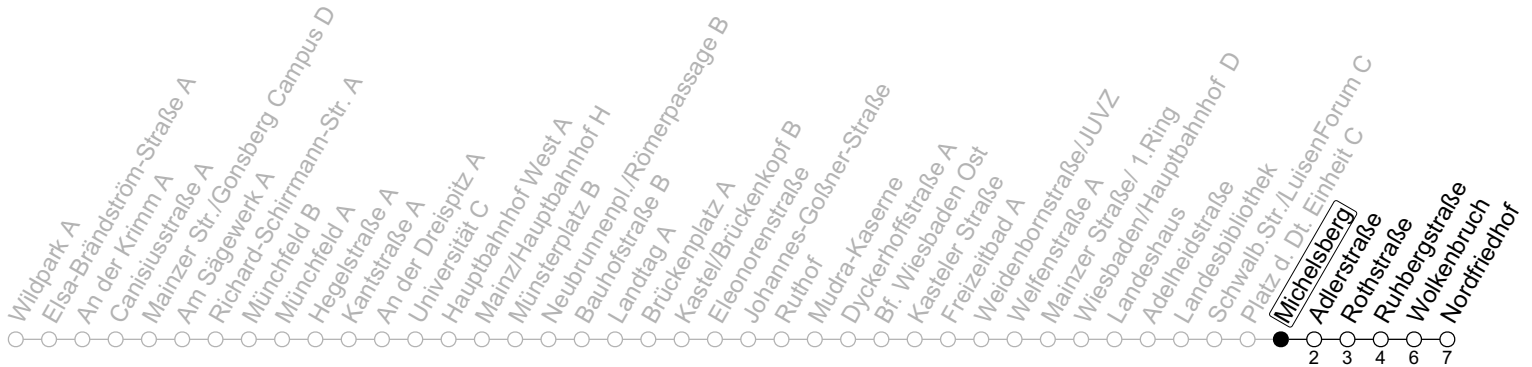 Wildpark A
Elsa-Brändström-Straße A
An der Krimm A
Canisiusstraße A
Mainzer Str./Gonsberg Campus D
Am Sägewerk A
Richard-Schirrmann-Str. A
Münchfeld B
Münchfeld A
Hegelstraße A
Kantstraße A
An der Dreispitz A
Universität C
Hauptbahnhof West A
Mainz/Hauptbahnhof H
Münsterplatz B
Neubrunnenpl./Römerpassage B
Bauhofstraße B
Landtag A
Brückenplatz A
Kastel/Brückenkopf B
Eleonorenstraße
Johannes-Goßner-Straße
Ruthof
Mudra-Kaserne
Dyckerhoffstraße A
Bf. Wiesbaden Ost
Kasteler Straße
Freizeitbad A
Weidenbornstraße/JUVZ
Welfenstraße A
Mainzer Straße/ 1.Ring
Wiesbaden/Hauptbahnhof D
Landeshaus
Adelheidstraße
Landesbibliothek
Schwalb.Str./LuisenForum C
Platz d. Dt. Einheit C
Michelsberg
Adlerstraße
Rothstraße
Ruhbergstraße
Wolkenbruch
Nordfriedhof
2 3 4 6 7